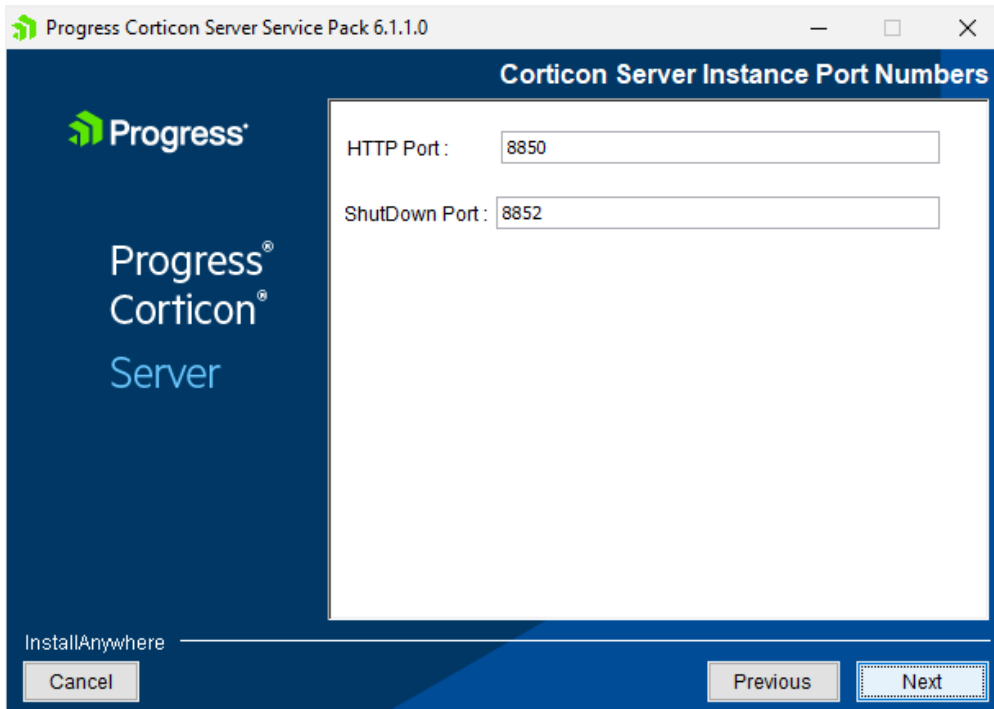 Progress Corticon Server Service Pack 6.1.1.0
Corticon Server Instance Port Numbers
Progress
HTTP Port : 8850
ShutDown Port : 8852
Progress®
Corticon®
Server
InstallAnywhere
Cancel Previous Next